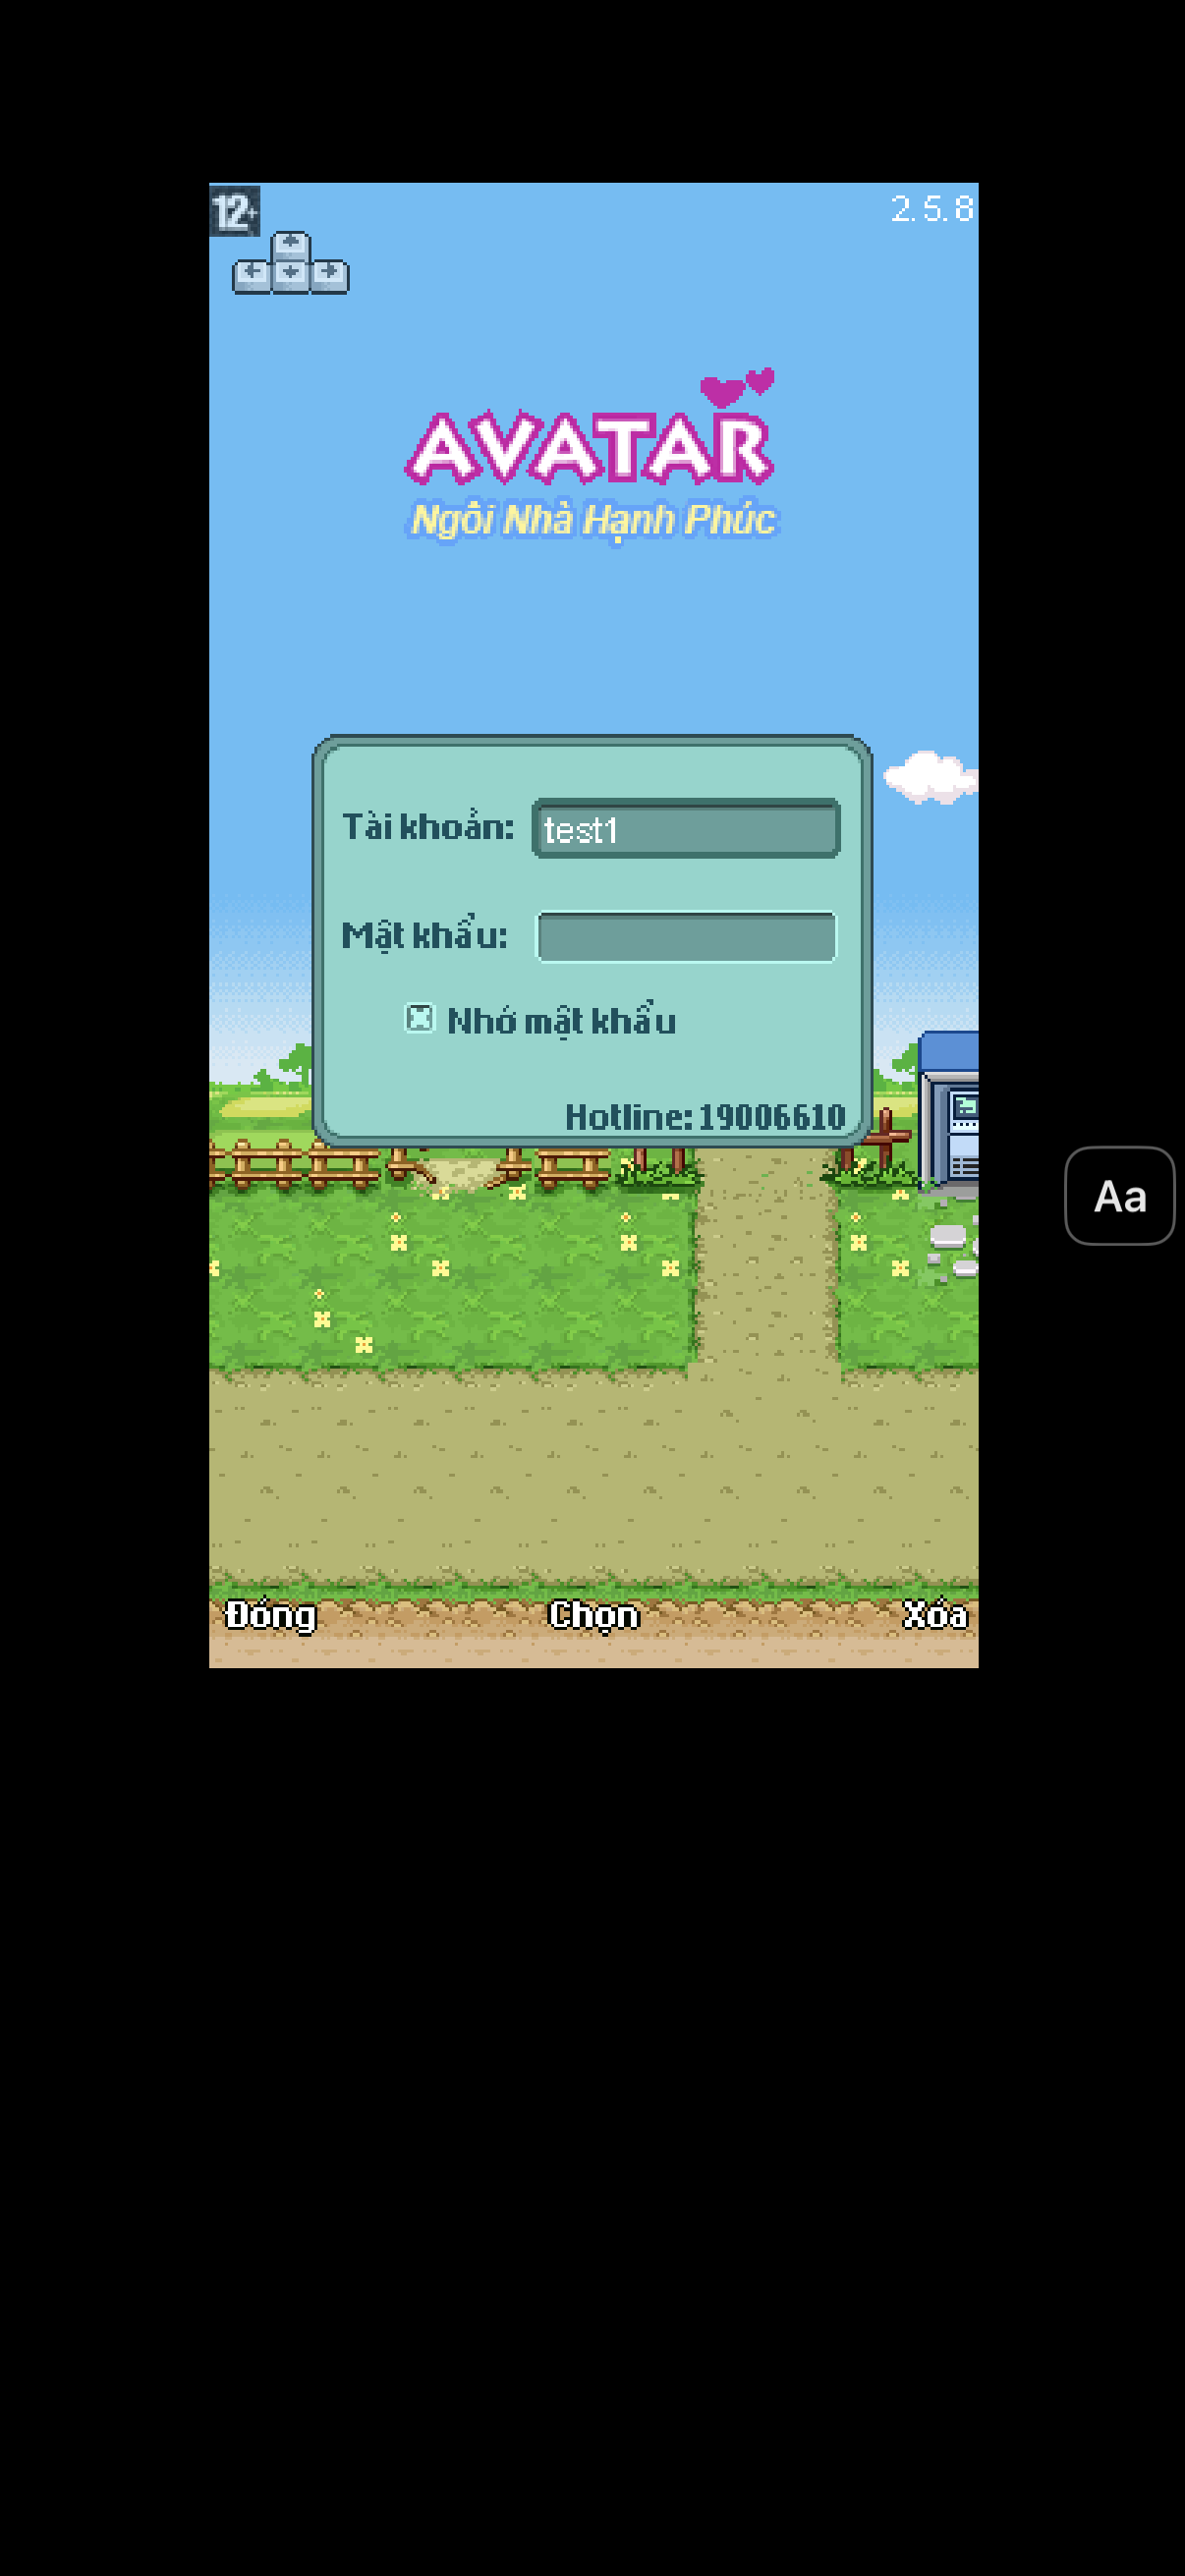 12+
2.5.8
AVATAR
Ngôi Nhà Hạnh Phúc
Tài khoản: test1
Mật khẩu:
Nhớ mật khẩu
Hotline: 19006610
Aa
Đóng Chọn Xóa